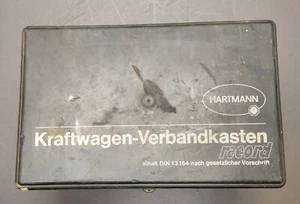 HARTMANN
Kraftwagen-Verbandkasten
record
Inhalt DIN 13 164 nach gesetzlicher Vorschrift